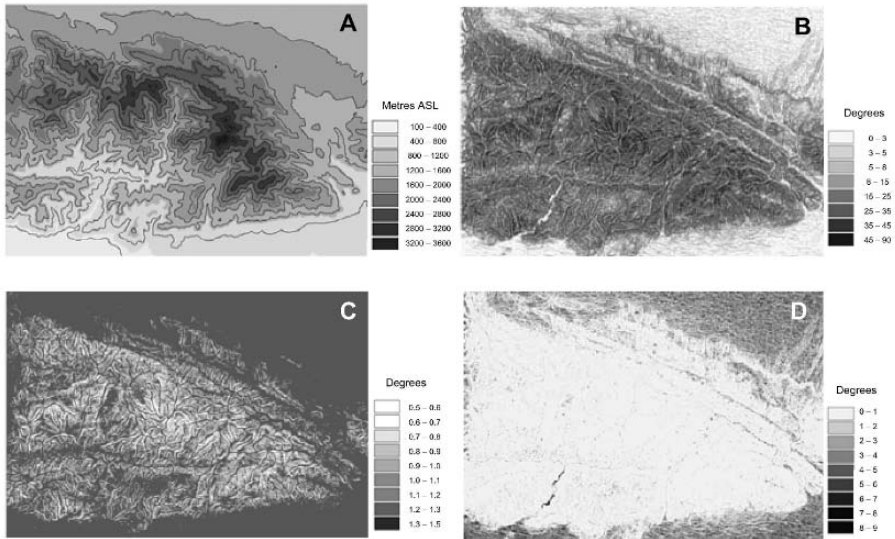 A
Metres ASL
100 – 400
400 – 800
800 – 1200
1200 – 1600
1600 – 2000
2000 – 2400
2400 – 2800
2800 – 3200
3200 – 3600
B
Degrees
0 – 3
3 – 5
5 – 8
8 – 15
15 – 25
25 – 35
35 – 45
45 – 90
C
Degrees
0.5 – 0.6
0.6 – 0.7
0.7 – 0.8
0.8 – 0.9
0.9 – 1.0
1.0 – 1.1
1.1 – 1.2
1.2 – 1.3
1.3 – 1.5
D
Degrees
0 – 1
1 – 2
2 – 3
3 – 4
4 – 5
5 – 6
6 – 7
7 – 8
8 – 9